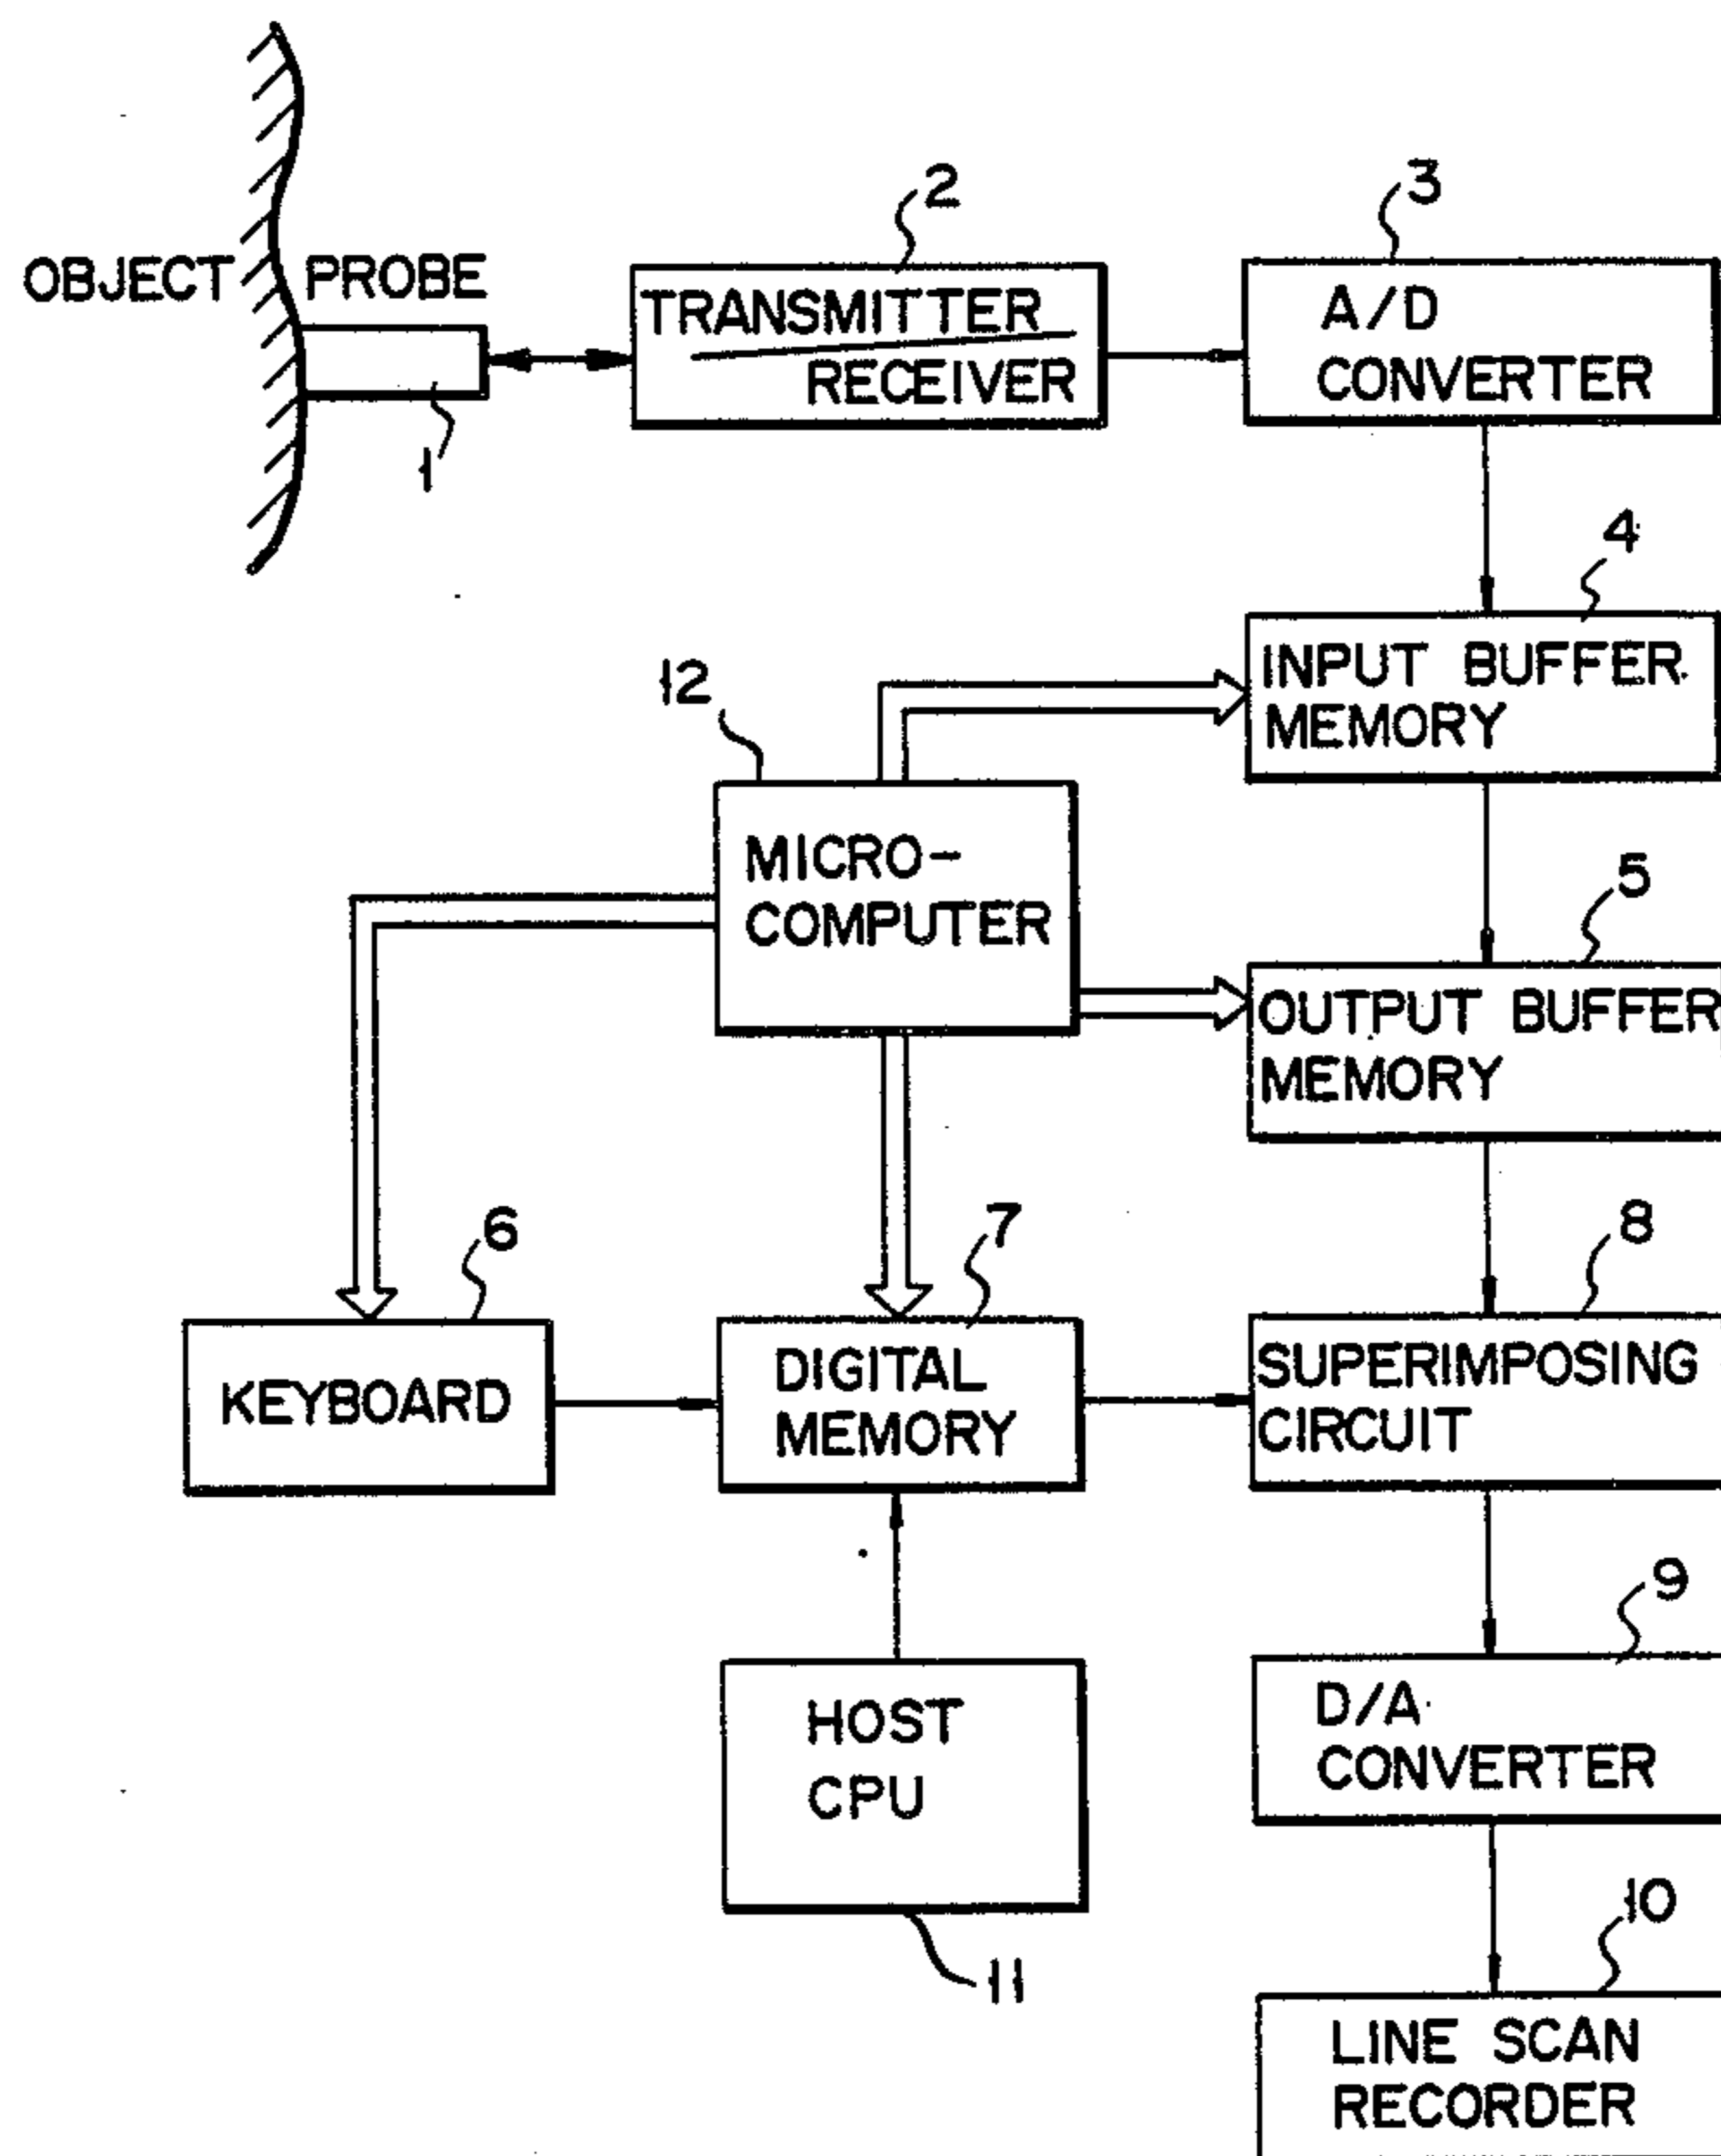 2
3
OBJECT
PROBE
TRANSMITTER
RECEIVER
A/D
CONVERTER
1
4
12
INPUT BUFFER
MEMORY
MICRO-
COMPUTER
5
OUTPUT BUFFER
MEMORY
6
7
8
KEYBOARD
DIGITAL
MEMORY
SUPERIMPOSING
CIRCUIT
9
HOST
CPU
D/A
CONVERTER
10
11
LINE SCAN
RECORDER